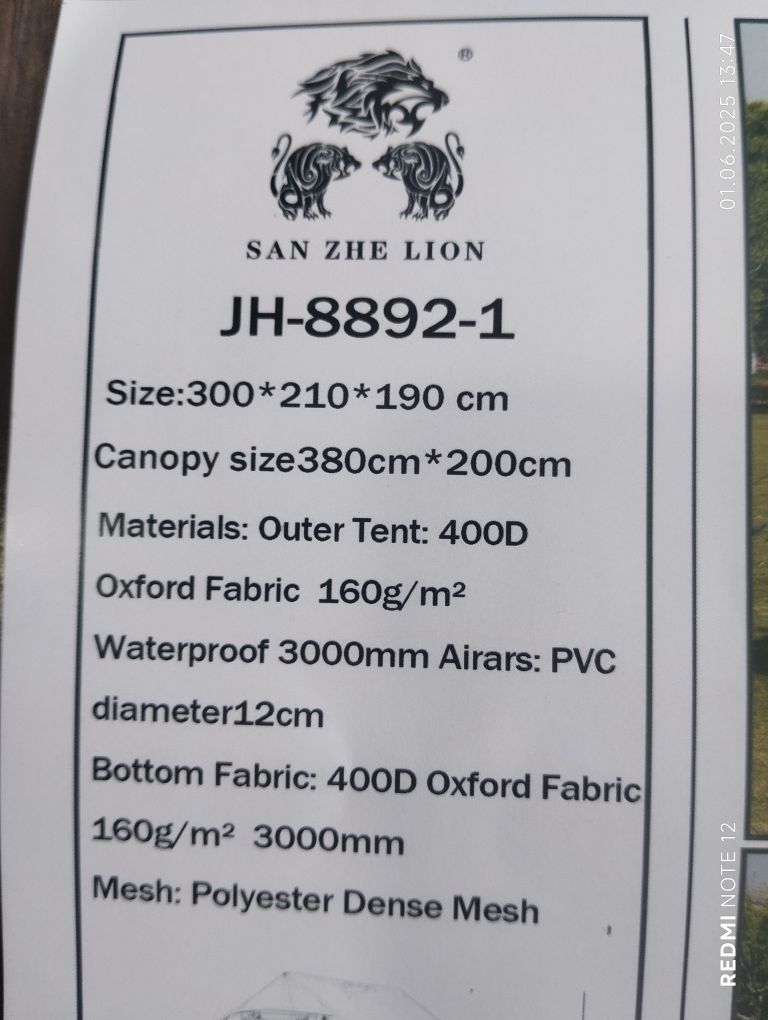 ®
SAN ZHE LION
JH-8892-1
Size:300*210*190 cm
Canopy size380cm*200cm
Materials: Outer Tent: 400D
Oxford Fabric 160g/m²
Waterproof 3000mm Airars: PVC
diameter12cm
Bottom Fabric: 400D Oxford Fabric
160g/m² 3000mm
Mesh: Polyester Dense Mesh
01.06.2025 13:47
REDMI NOTE 12